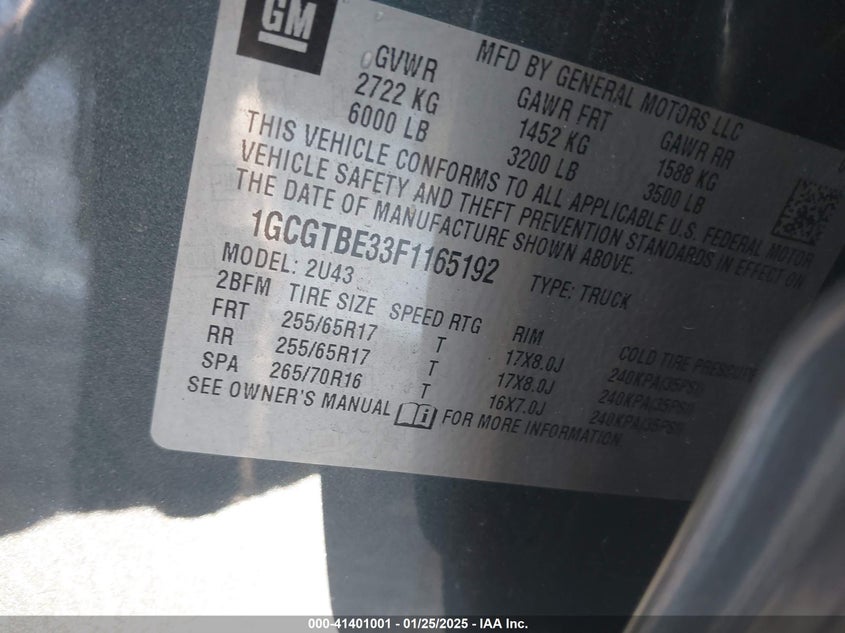 GM
MFD BY GENERAL MOTORS LLC
GVWR GAWR FRT GAWR RR
2722 KG 1452 KG 1588 KG
6000 LB 3200 LB 3500 LB
THIS VEHICLE CONFORMS TO ALL APPLICABLE U.S. FEDERAL MOTOR
VEHICLE SAFETY AND THEFT PREVENTION STANDARDS IN EFFECT ON
THE DATE OF MANUFACTURE SHOWN ABOVE.
1GCGTBE33F1165192 TYPE: TRUCK
MODEL: 2U43
2BFM TIRE SIZE SPEED RTG RIM COLD TIRE PRESSURE
FRT 255/65R17 T 17X8.0J 240KPA(35PSI)
RR 255/65R17 T 17X8.0J 240KPA(35PSI)
SPA 265/70R16 T 16X7.0J 240KPA(35PSI)
SEE OWNER'S MANUAL FOR MORE INFORMATION.
000-41401001 - 01/25/2025 - IAA Inc.